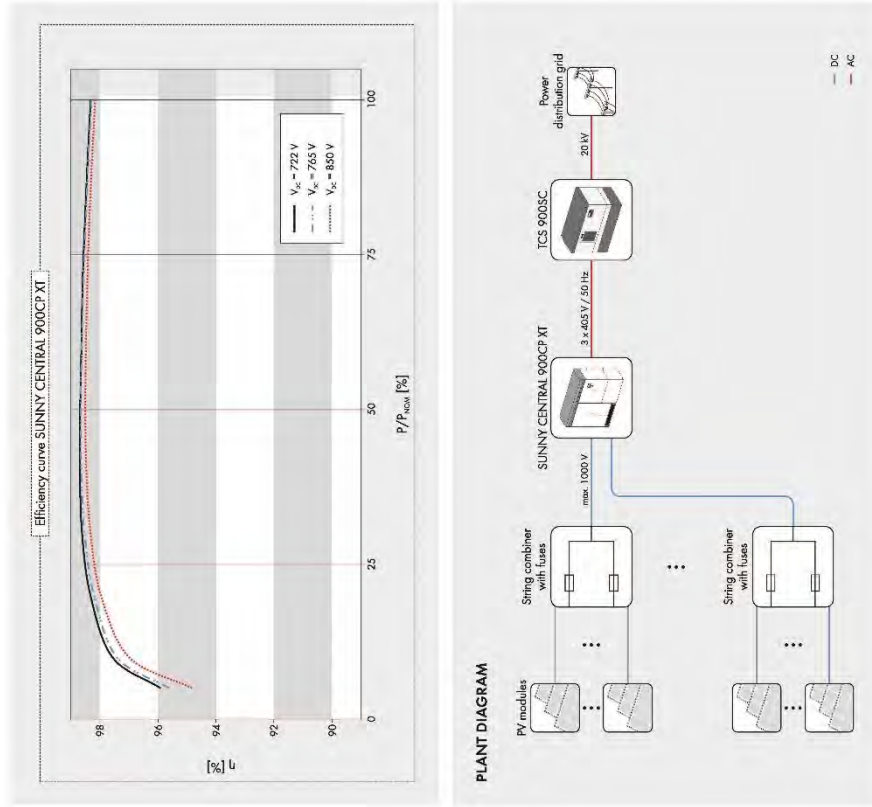 Efficiency curve SUNNY CENTRAL 900CP XT
η [%]
98
96
94
92
90
0
25
50
75
100
P/P_NOM [%]
V_DC = 722 V
V_DC = 765 V
V_DC = 850 V
PLANT DIAGRAM
PV modules
String combiner
with fuses
max. 1000 V
SUNNY CENTRAL 900CP XT
3 x 405 V / 50 Hz
TCS 900SC
20 kV
Power
distribution grid
String combiner
with fuses
DC
AC